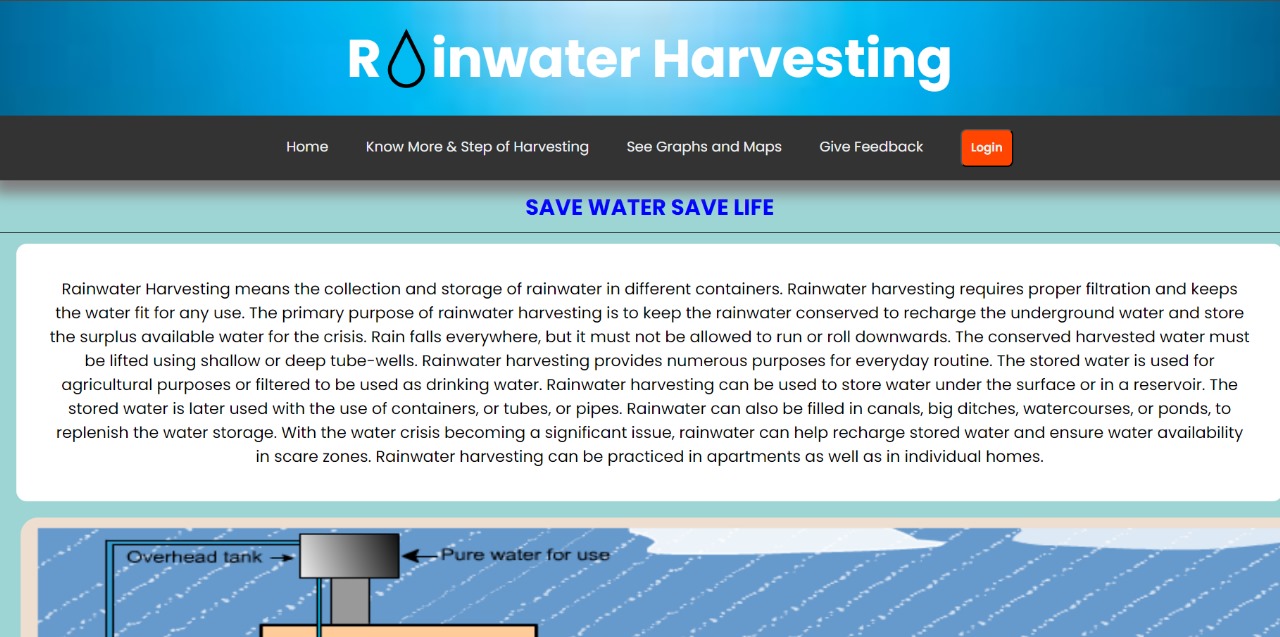 Rainwater Harvesting
Home Know More & Step of Harvesting See Graphs and Maps Give Feedback Login
SAVE WATER SAVE LIFE
Rainwater Harvesting means the collection and storage of rainwater in different containers. Rainwater harvesting requires proper filtration and keeps
the water fit for any use. The primary purpose of rainwater harvesting is to keep the rainwater conserved to recharge the underground water and store
the surplus available water for the crisis. Rain falls everywhere, but it must not be allowed to run or roll downwards. The conserved harvested water must
be lifted using shallow or deep tube-wells. Rainwater harvesting provides numerous purposes for everyday routine. The stored water is used for
agricultural purposes or filtered to be used as drinking water. Rainwater harvesting can be used to store water under the surface or in a reservoir. The
stored water is later used with the use of containers, or tubes, or pipes. Rainwater can also be filled in canals, big ditches, watercourses, or ponds, to
replenish the water storage. With the water crisis becoming a significant issue, rainwater can help recharge stored water and ensure water availability
in scare zones. Rainwater harvesting can be practiced in apartments as well as in individual homes.
Overhead tank Pure water for use